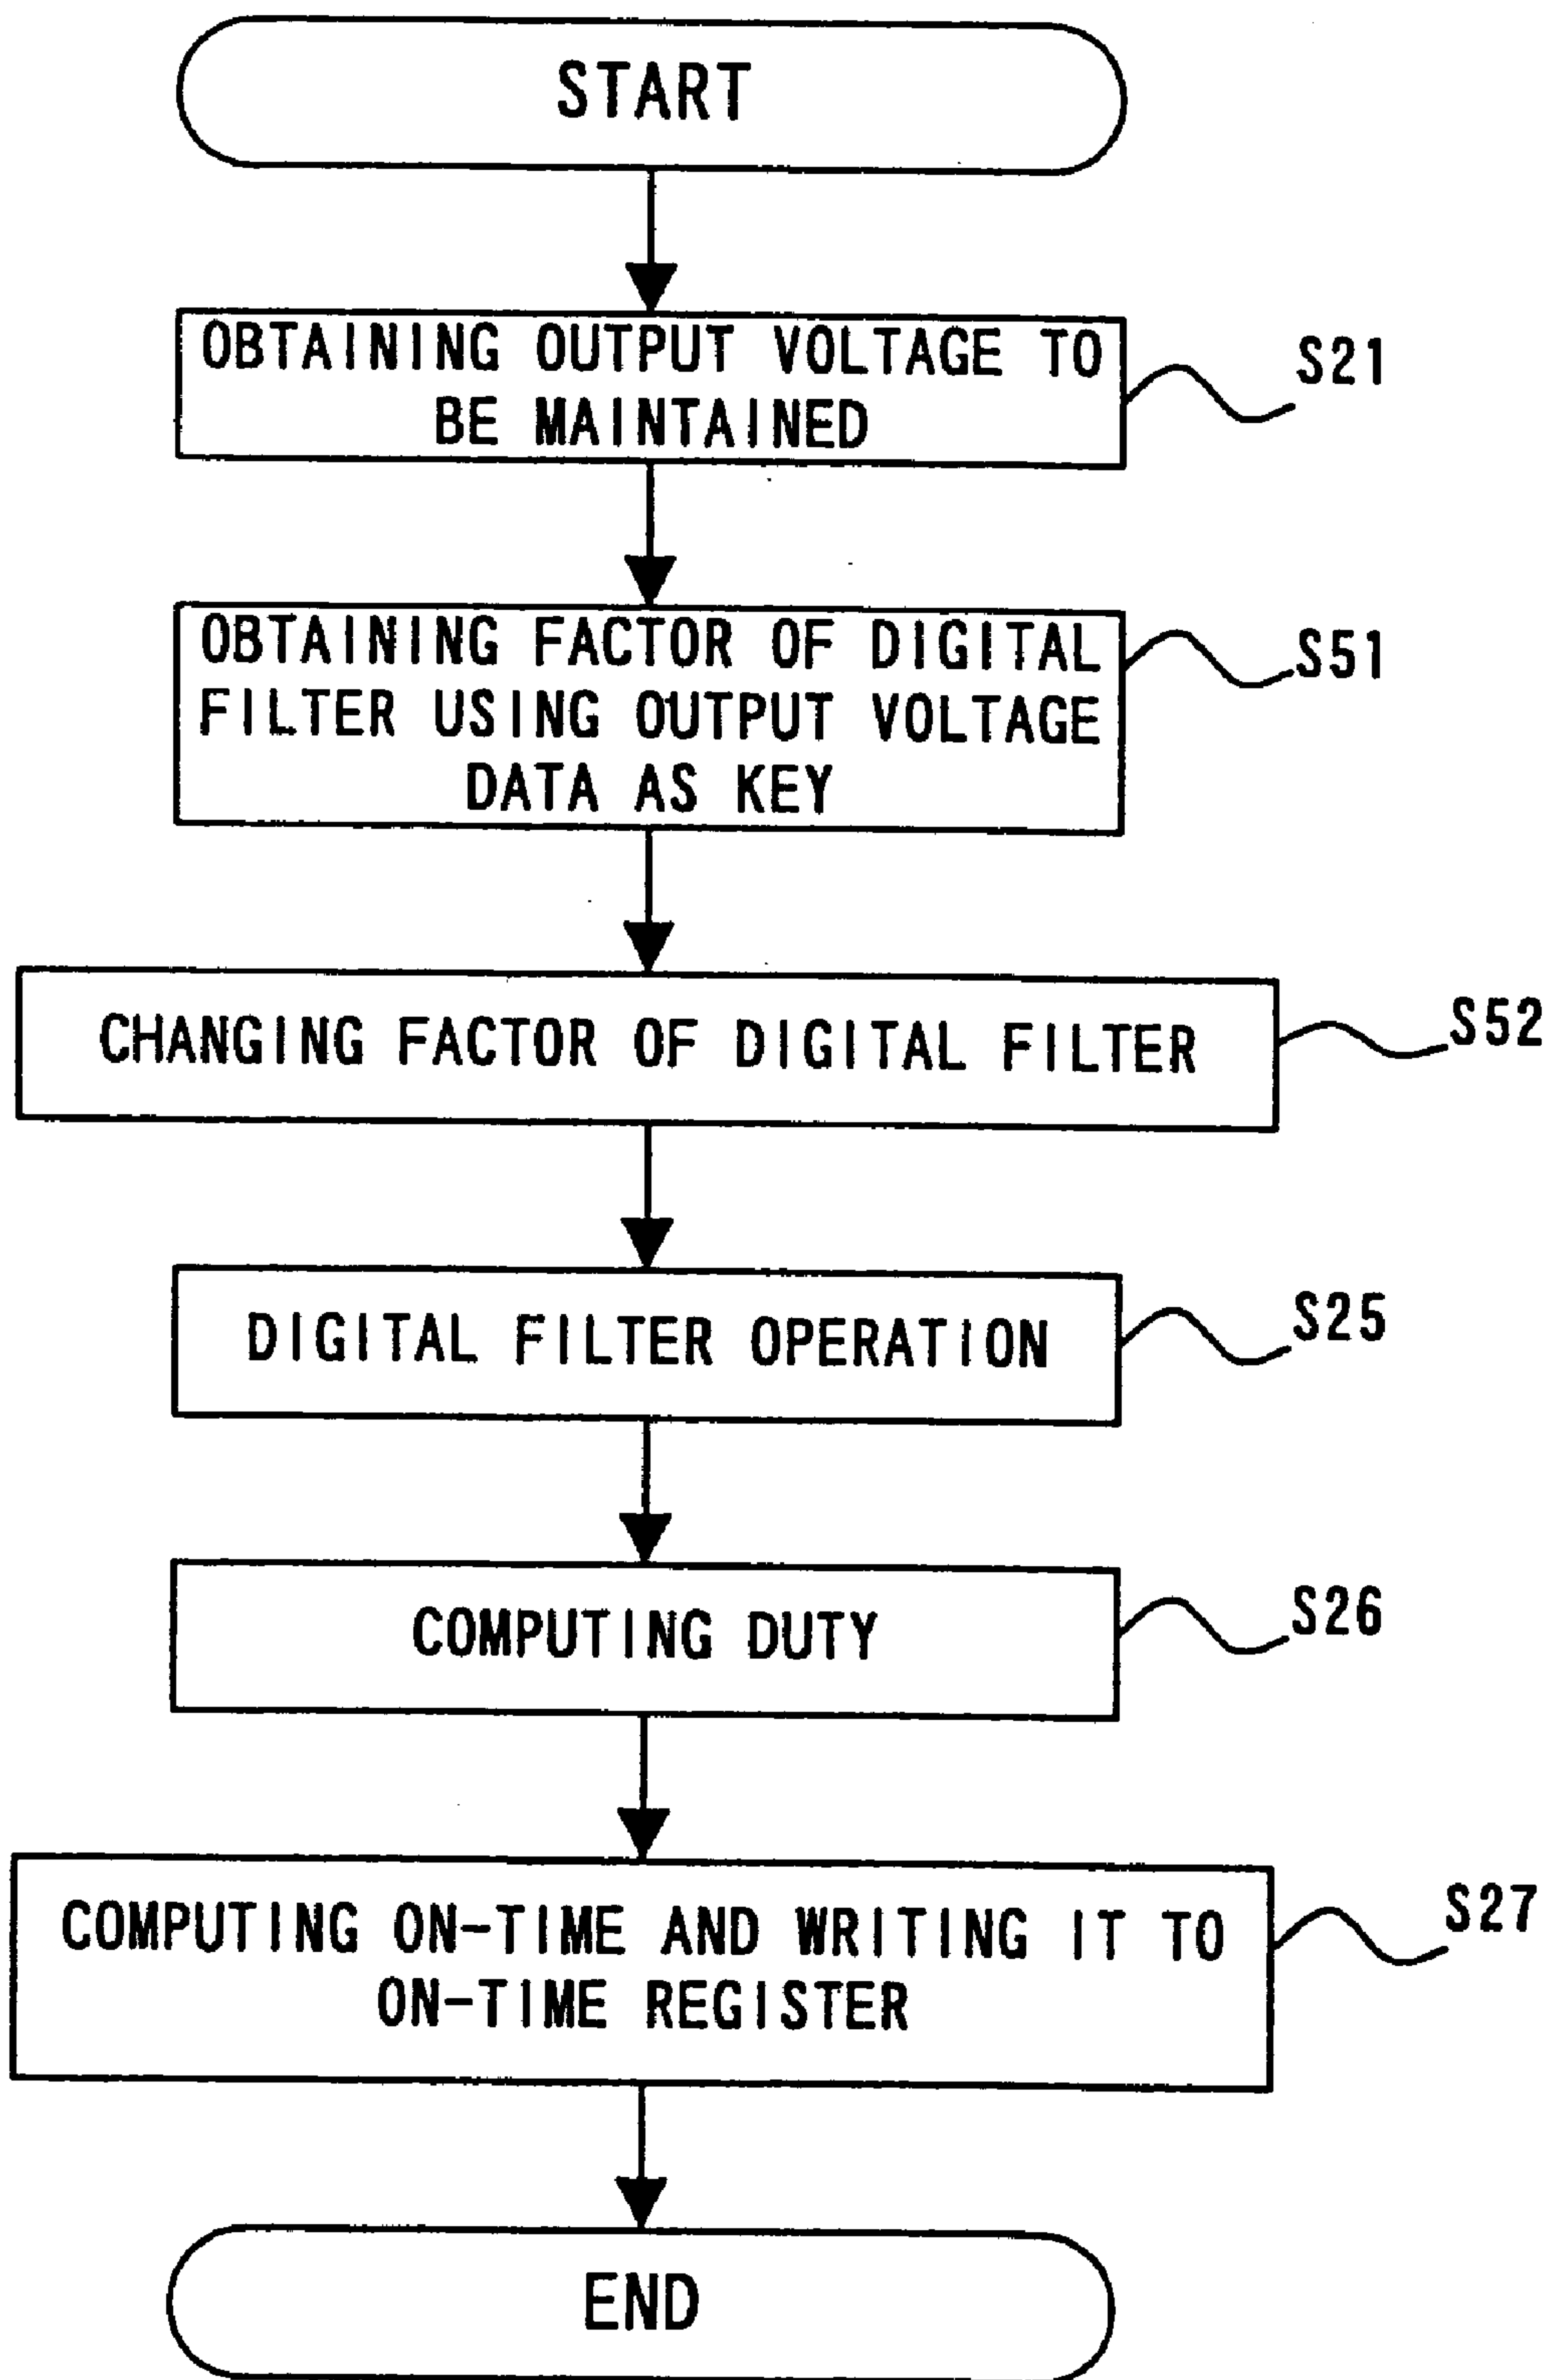 START
OBTAINING OUTPUT VOLTAGE TO
BE MAINTAINED
S21
OBTAINING FACTOR OF DIGITAL
FILTER USING OUTPUT VOLTAGE
DATA AS KEY
S51
CHANGING FACTOR OF DIGITAL FILTER
S52
DIGITAL FILTER OPERATION
S25
COMPUTING DUTY
S26
COMPUTING ON-TIME AND WRITING IT TO
ON-TIME REGISTER
S27
END